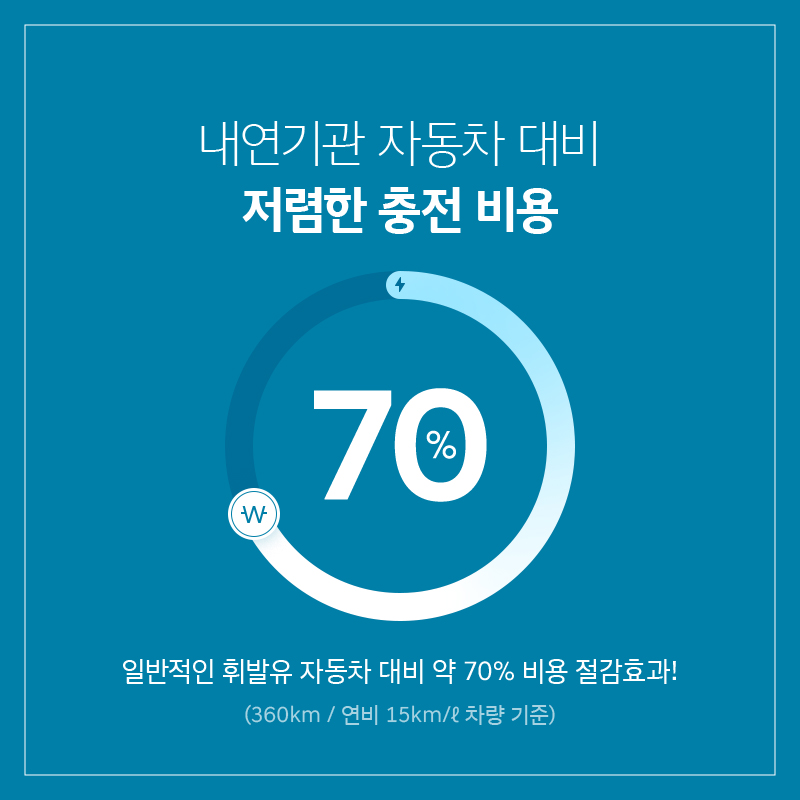 내연기관 자동차 대비
저렴한 충전 비용
70%
₩
일반적인 휘발유 자동차 대비 약 70% 비용 절감효과!
(360km / 연비 15km/ℓ 차량 기준)